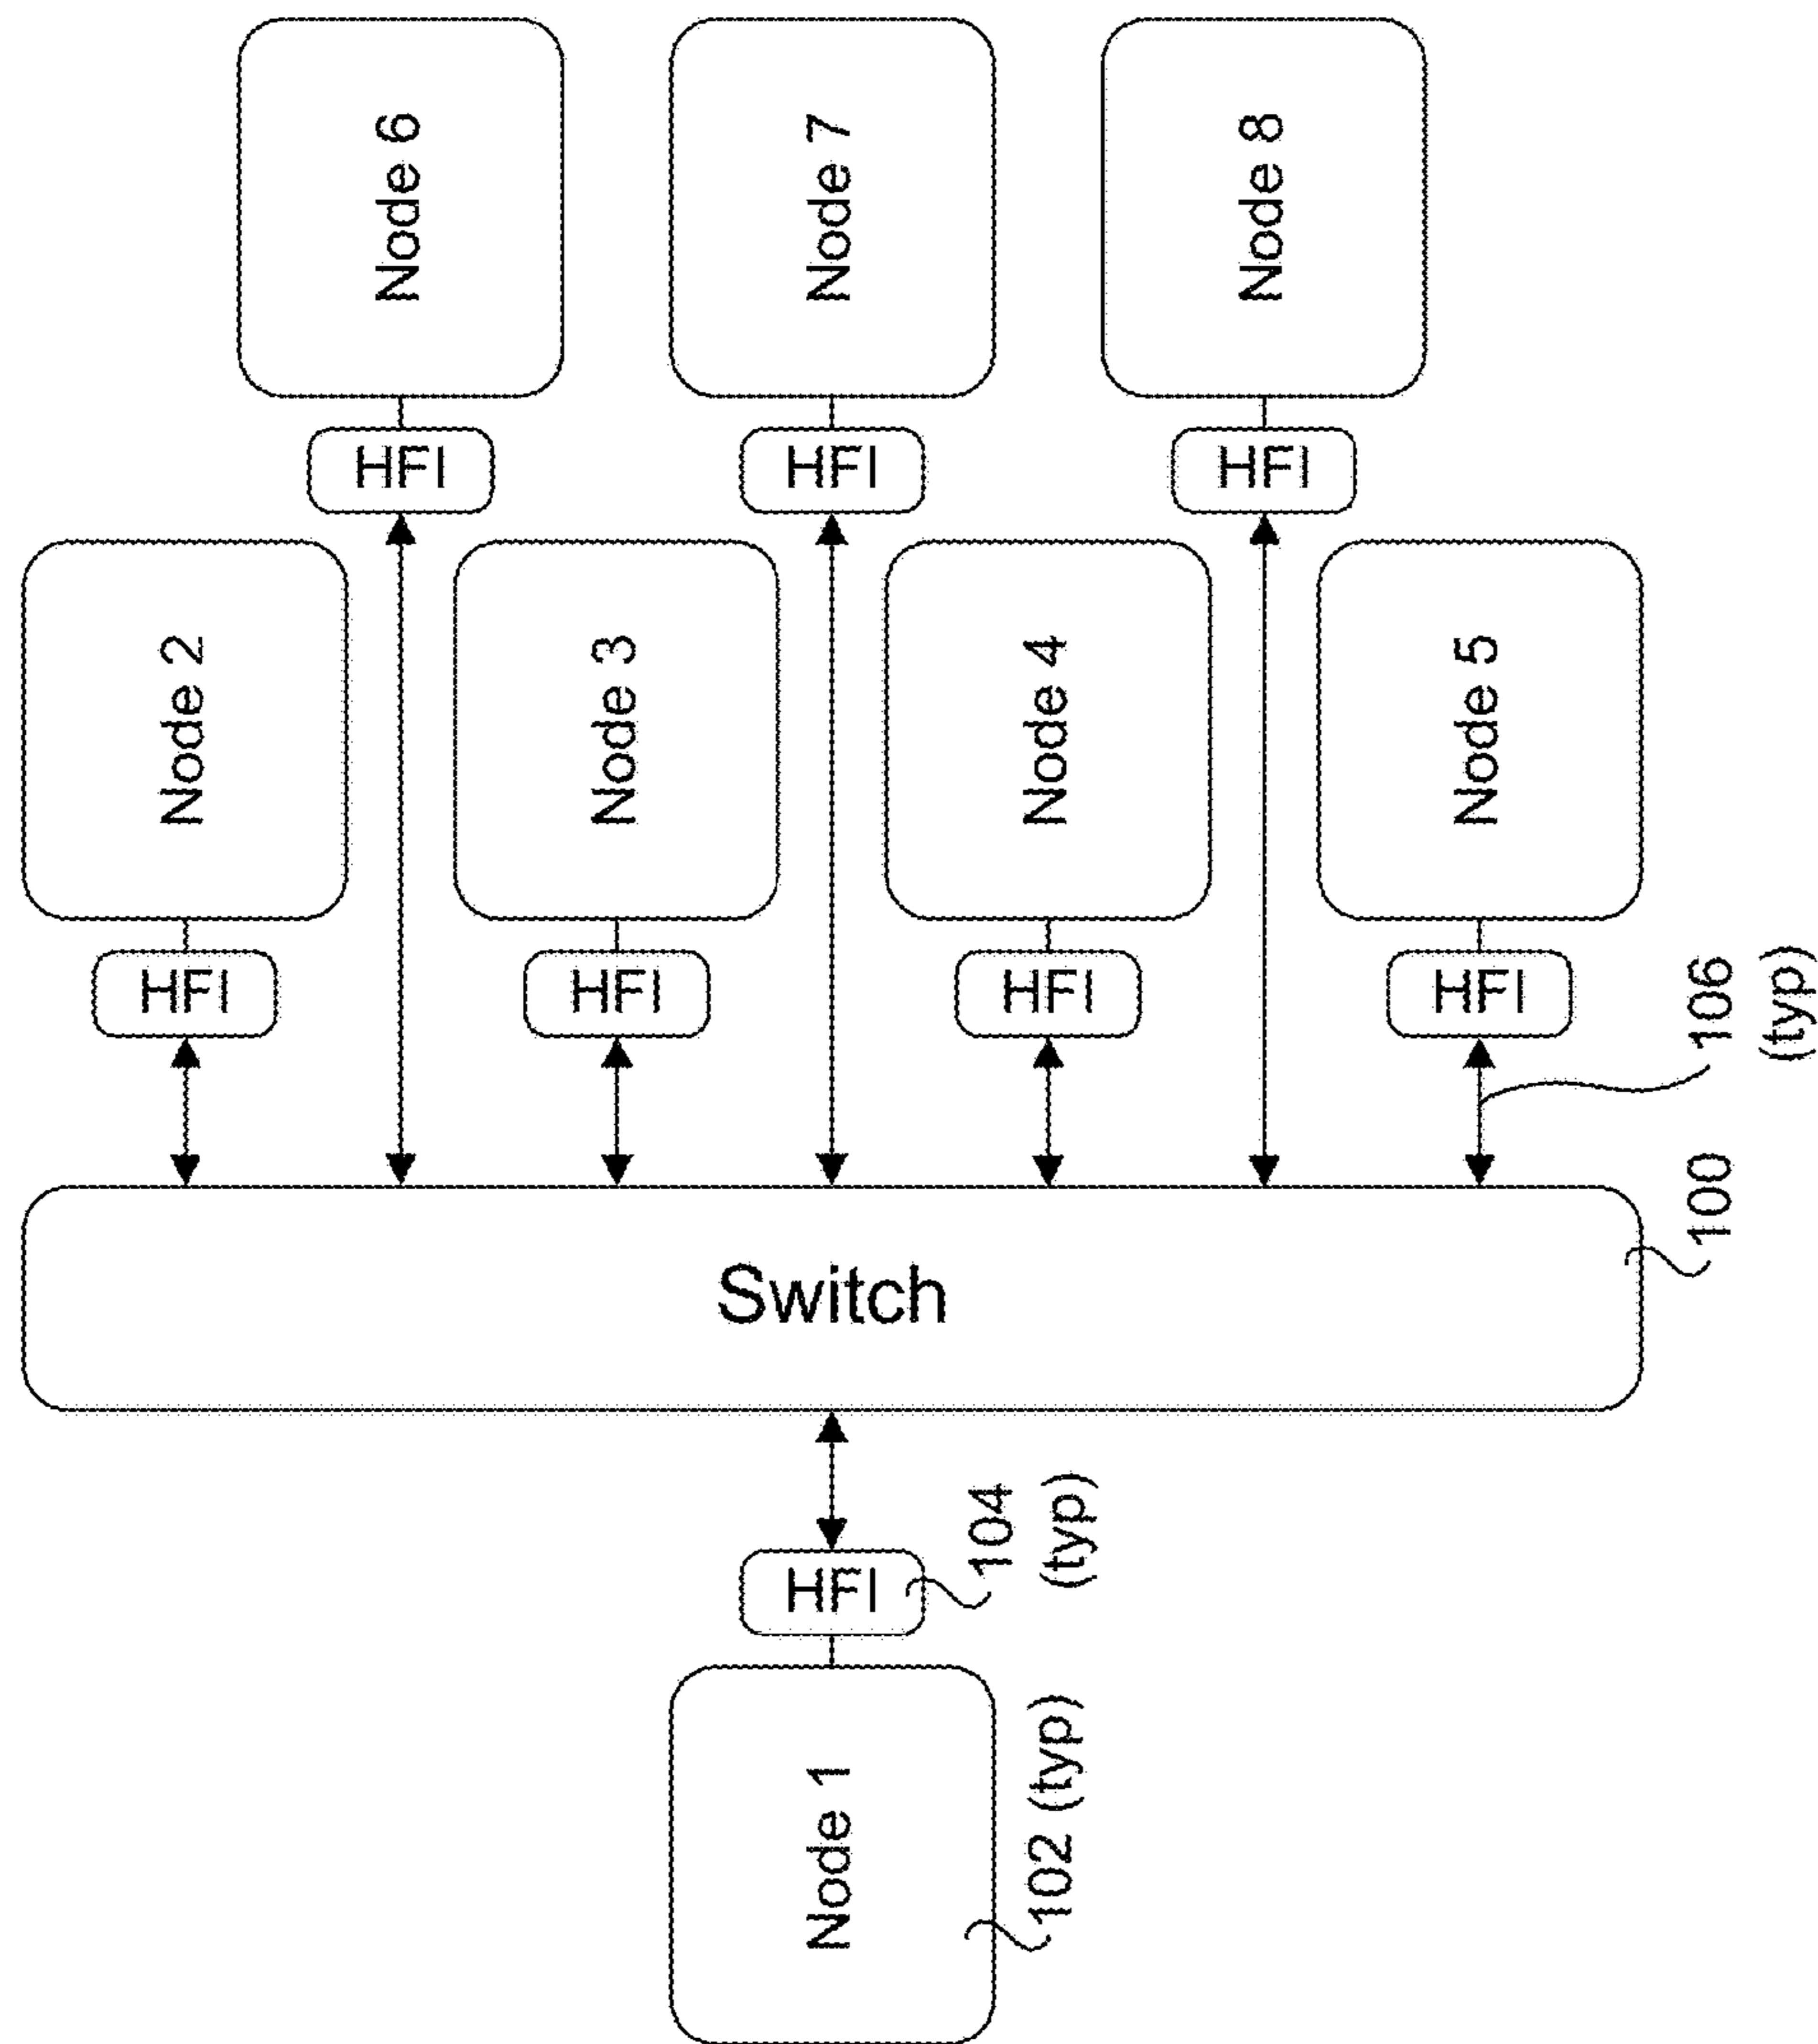 Node 6
Node 7
Node 8
HFI
HFI
HFI
Node 2
Node 3
Node 4
Node 5
HFI
HFI
HFI
HFI
106
(typ)
Switch
100
HFI
104
(typ)
Node 1
102 (typ)